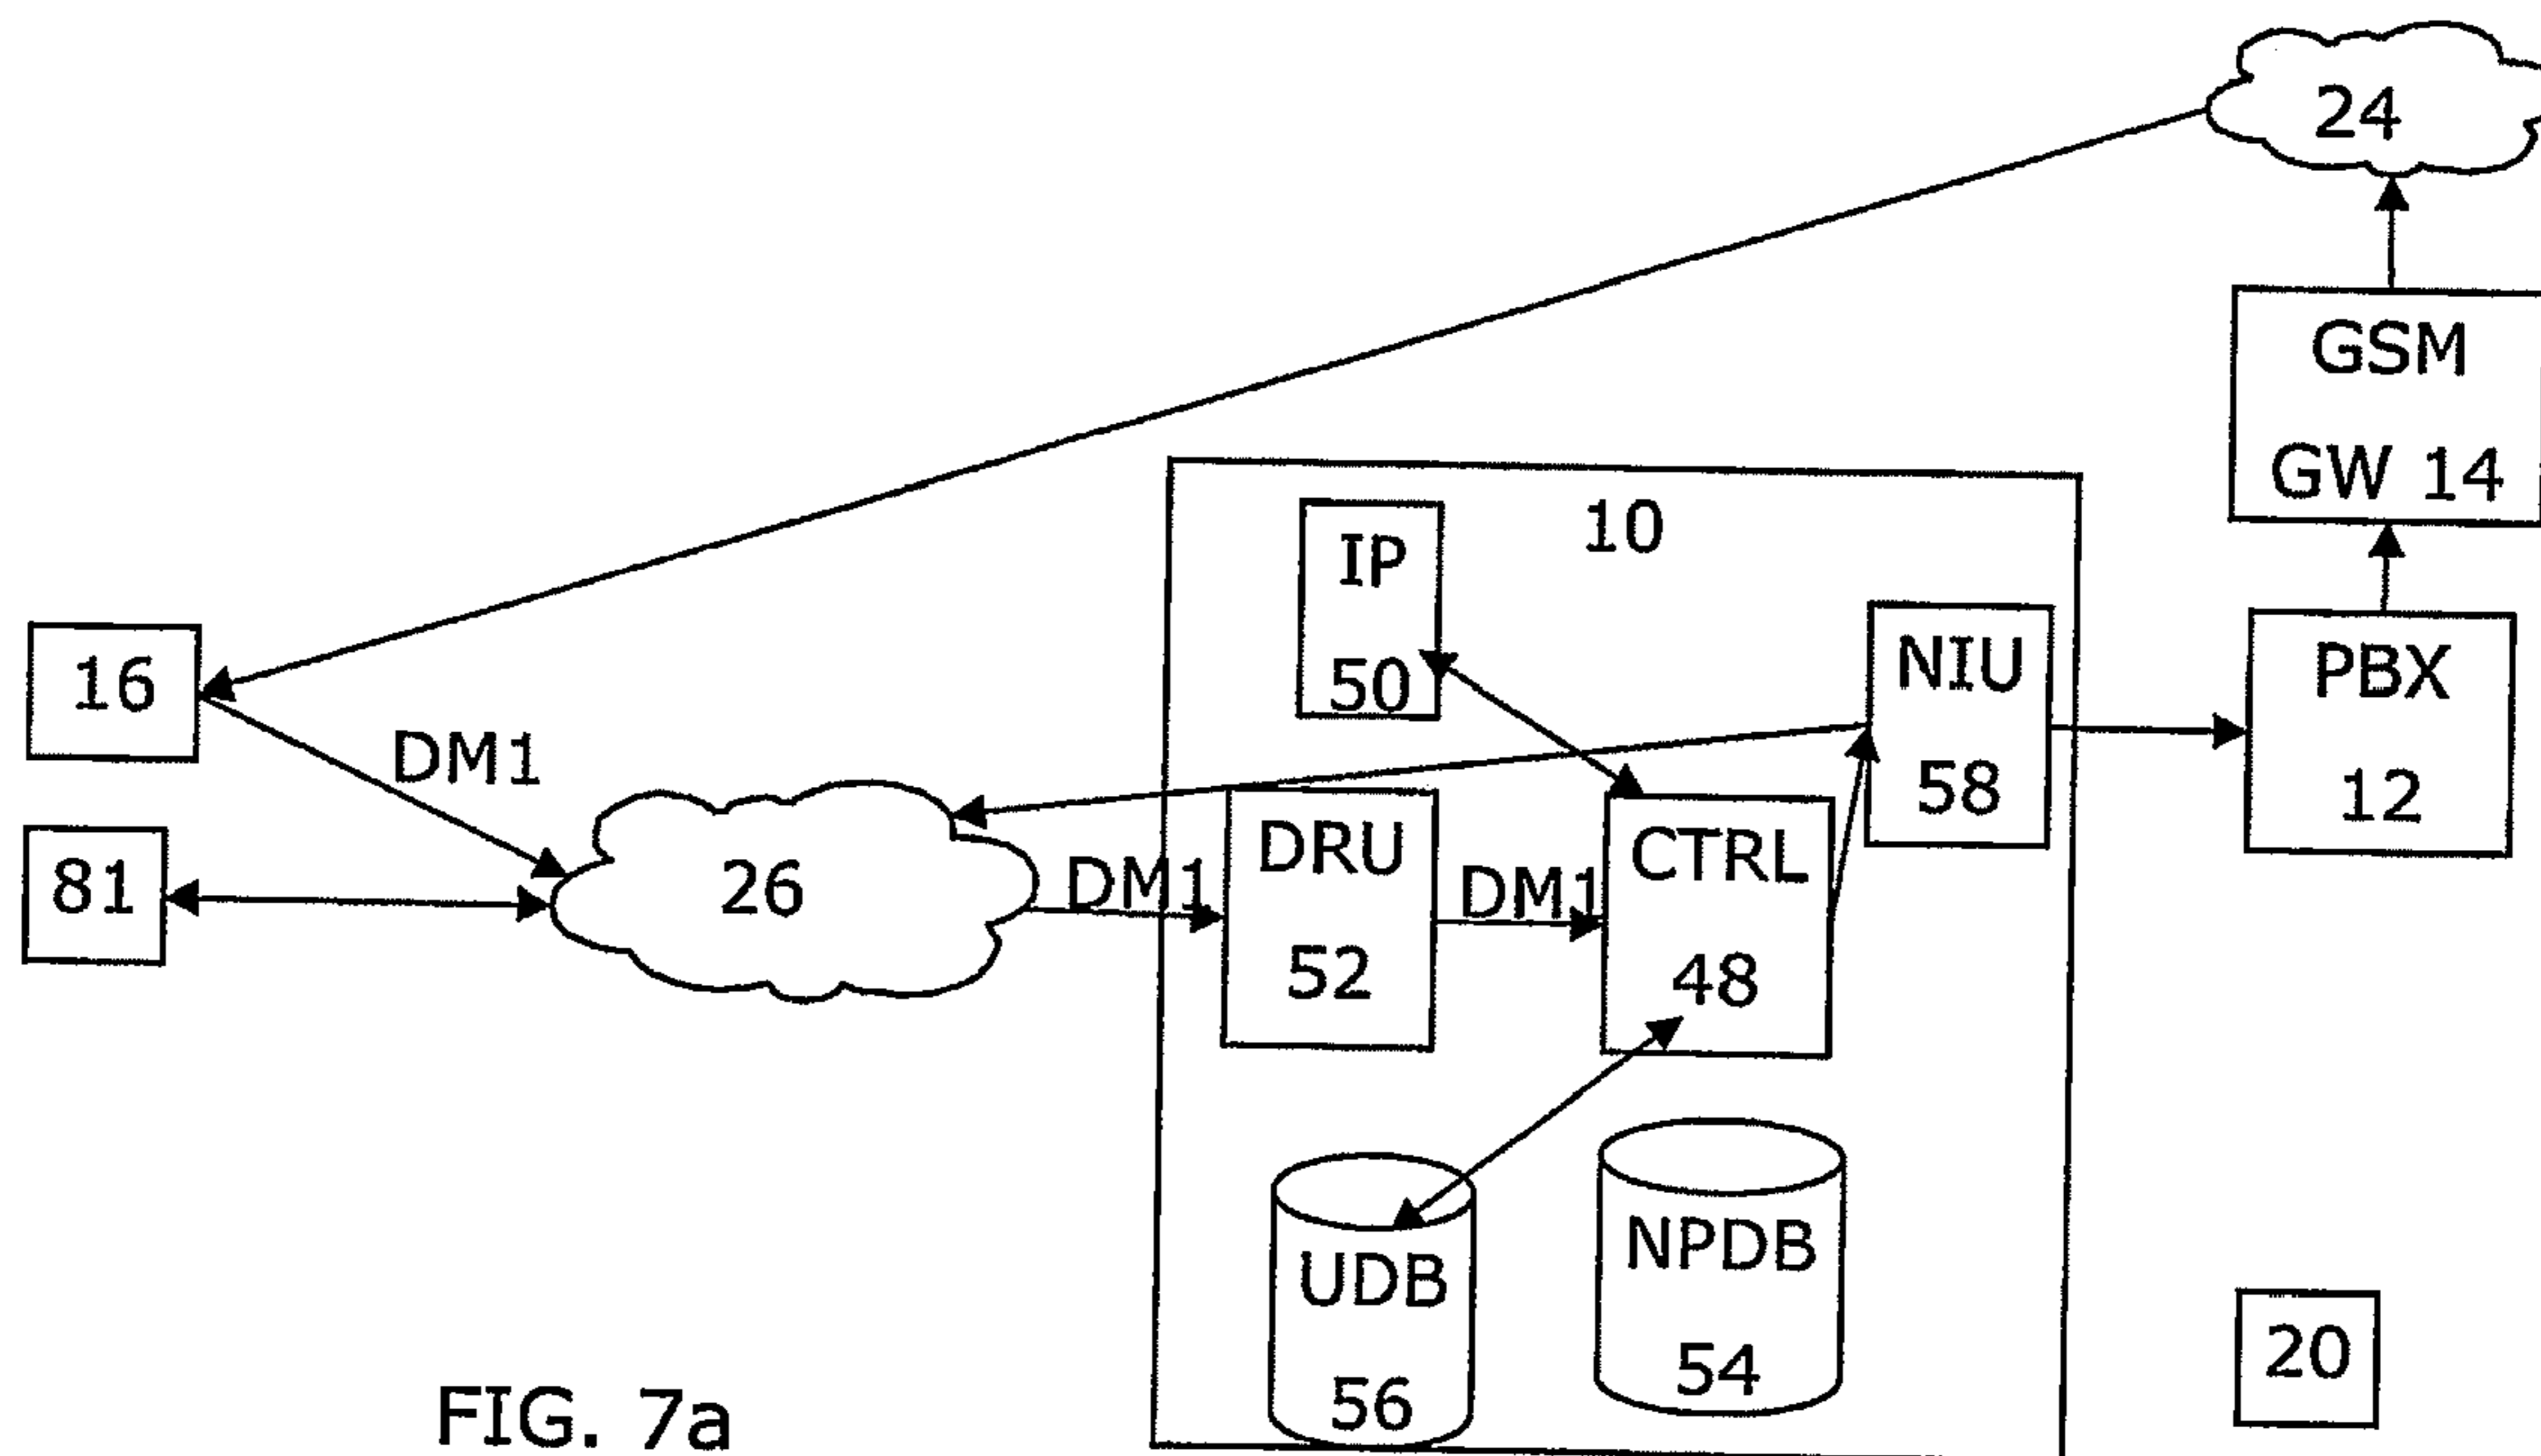 24
GSM
GW 14
10
IP
50
NIU
58
PBX
12
16
DM1
81
26
DM1
DRU
52
DM1
CTRL
48
UDB
56
NPDB
54
20
FIG. 7a